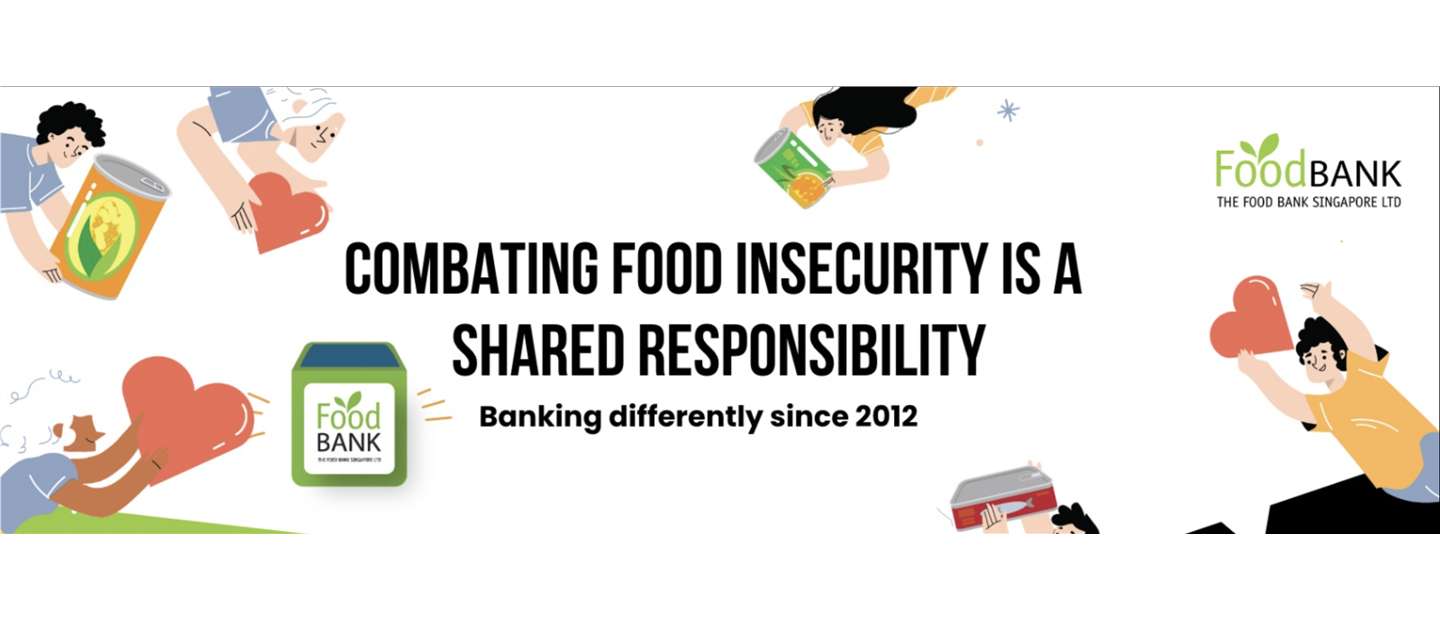 FoodBANK
THE FOOD BANK SINGAPORE LTD
COMBATING FOOD INSECURITY IS A
SHARED RESPONSIBILITY
Banking differently since 2012
Food
BANK
THE FOOD BANK SINGAPORE LTD